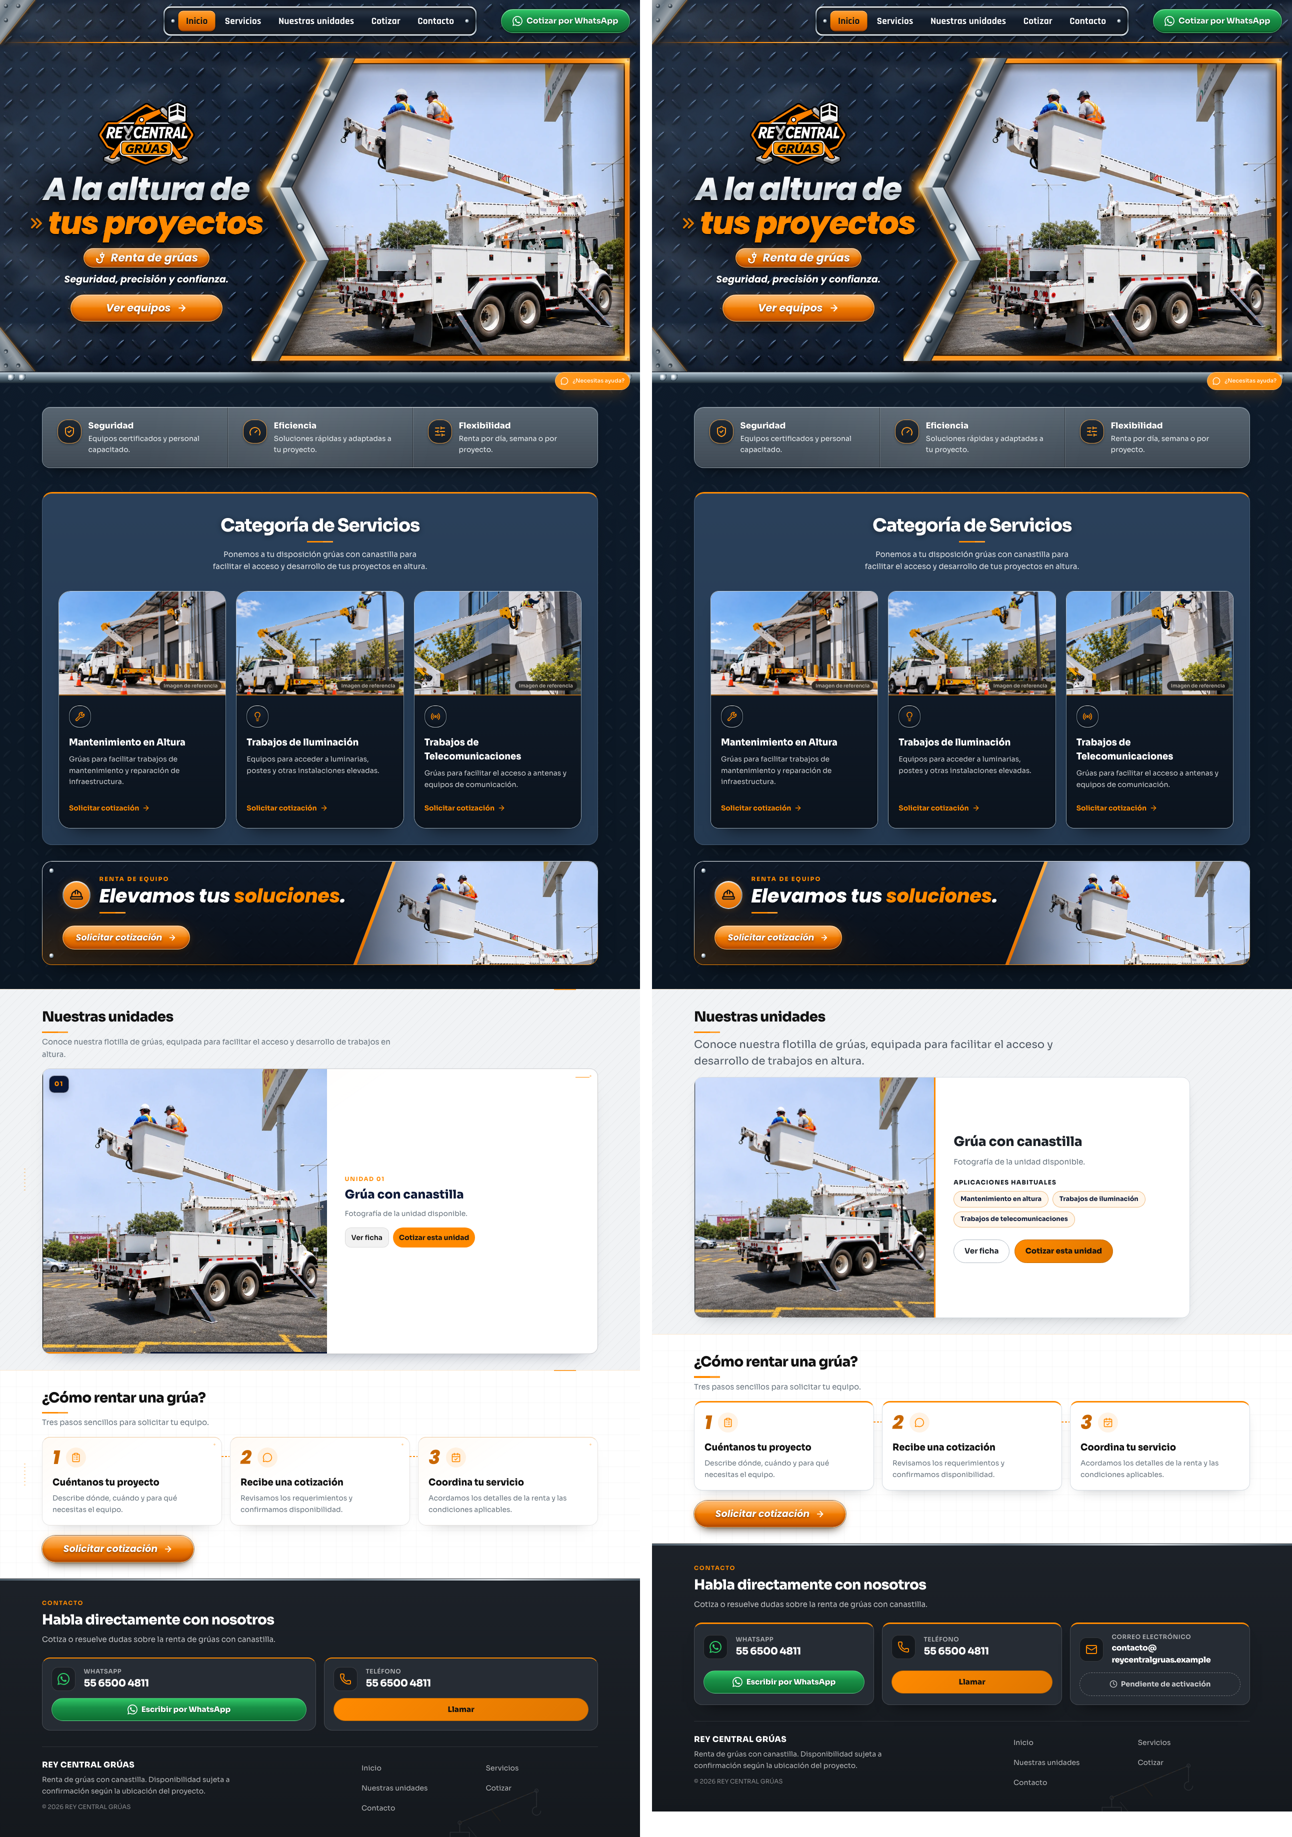 Inicio Servicios Nuestras unidades Cotizar Contacto
Cotizar por WhatsApp
REY CENTRAL
GRÚAS
A la altura de
» tus proyectos
Renta de grúas
Seguridad, precisión y confianza.
Ver equipos →
¿Necesitas ayuda?
Seguridad
Equipos certificados y personal
capacitado.
Eficiencia
Soluciones rápidas y adaptadas a
tu proyecto.
Flexibilidad
Renta por día, semana o por
proyecto.
Categoría de Servicios
Ponemos a tu disposición grúas con canastilla para
facilitar el acceso y desarrollo de tus proyectos en altura.
Imagen de referencia
Imagen de referencia
Imagen de referencia
Mantenimiento en Altura
Grúas para facilitar trabajos de
mantenimiento y reparación de
infraestructura.
Solicitar cotización →
Trabajos de Iluminación
Equipos para acceder a luminarias,
postes y otras instalaciones elevadas.
Solicitar cotización →
Trabajos de
Telecomunicaciones
Grúas para facilitar el acceso a antenas y
equipos de comunicación.
Solicitar cotización →
RENTA DE EQUIPO
Elevamos tus soluciones.
Solicitar cotización →
Nuestras unidades
Conoce nuestra flotilla de grúas, equipada para facilitar el acceso y desarrollo de trabajos en
altura.
01
UNIDAD 01
Grúa con canastilla
Fotografía de la unidad disponible.
Ver ficha
Cotizar esta unidad
¿Cómo rentar una grúa?
Tres pasos sencillos para solicitar tu equipo.
1
Cuéntanos tu proyecto
Describe dónde, cuándo y para qué
necesitas el equipo.
2
Recibe una cotización
Revisamos los requerimientos y
confirmamos disponibilidad.
3
Coordina tu servicio
Acordamos los detalles de la renta y las
condiciones aplicables.
Solicitar cotización →
CONTACTO
Habla directamente con nosotros
Cotiza o resuelve dudas sobre la renta de grúas con canastilla.
WHATSAPP
55 6500 4811
Escribir por WhatsApp
TELÉFONO
55 6500 4811
Llamar
REY CENTRAL GRÚAS
Renta de grúas con canastilla. Disponibilidad sujeta a
confirmación según la ubicación del proyecto.
© 2026 REY CENTRAL GRÚAS
Inicio
Servicios
Nuestras unidades
Cotizar
Contacto
Inicio Servicios Nuestras unidades Cotizar Contacto
Cotizar por WhatsApp
REY CENTRAL
GRÚAS
A la altura de
» tus proyectos
Renta de grúas
Seguridad, precisión y confianza.
Ver equipos →
¿Necesitas ayuda?
Seguridad
Equipos certificados y personal
capacitado.
Eficiencia
Soluciones rápidas y adaptadas a
tu proyecto.
Flexibilidad
Renta por día, semana o por
proyecto.
Categoría de Servicios
Ponemos a tu disposición grúas con canastilla para
facilitar el acceso y desarrollo de tus proyectos en altura.
Imagen de referencia
Imagen de referencia
Imagen de referencia
Mantenimiento en Altura
Grúas para facilitar trabajos de
mantenimiento y reparación de
infraestructura.
Solicitar cotización →
Trabajos de Iluminación
Equipos para acceder a luminarias,
postes y otras instalaciones elevadas.
Solicitar cotización →
Trabajos de
Telecomunicaciones
Grúas para facilitar el acceso a antenas y
equipos de comunicación.
Solicitar cotización →
RENTA DE EQUIPO
Elevamos tus soluciones.
Solicitar cotización →
Nuestras unidades
Conoce nuestra flotilla de grúas, equipada para facilitar el acceso y
desarrollo de trabajos en altura.
Grúa con canastilla
Fotografía de la unidad disponible.
APLICACIONES HABITUALES
Mantenimiento en altura
Trabajos de iluminación
Trabajos de telecomunicaciones
Ver ficha
Cotizar esta unidad
¿Cómo rentar una grúa?
Tres pasos sencillos para solicitar tu equipo.
1
Cuéntanos tu proyecto
Describe dónde, cuándo y para qué
necesitas el equipo.
2
Recibe una cotización
Revisamos los requerimientos y
confirmamos disponibilidad.
3
Coordina tu servicio
Acordamos los detalles de la renta y las
condiciones aplicables.
Solicitar cotización →
CONTACTO
Habla directamente con nosotros
Cotiza o resuelve dudas sobre la renta de grúas con canastilla.
WHATSAPP
55 6500 4811
Escribir por WhatsApp
TELÉFONO
55 6500 4811
Llamar
CORREO ELECTRÓNICO
contacto@
reycentralgruas.example
Pendiente de activación
REY CENTRAL GRÚAS
Renta de grúas con canastilla. Disponibilidad sujeta a
confirmación según la ubicación del proyecto.
© 2026 REY CENTRAL GRÚAS
Inicio
Servicios
Nuestras unidades
Cotizar
Contacto